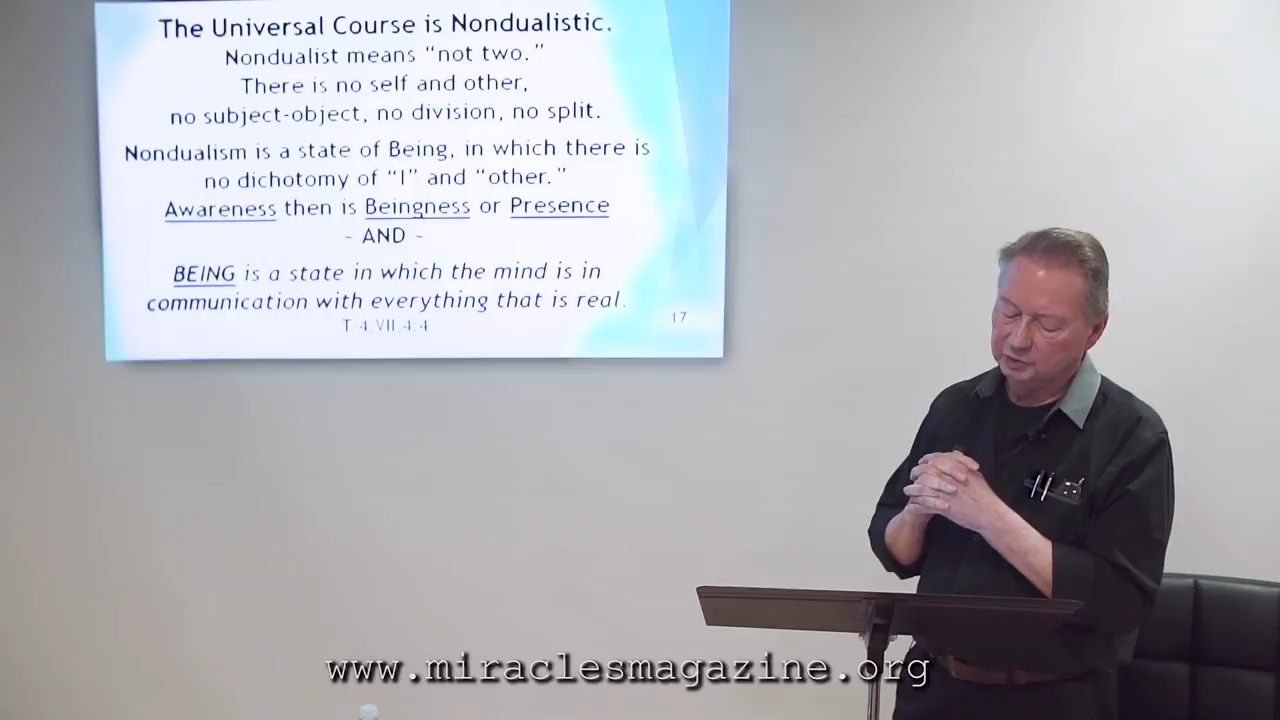 The Universal Course is Nondualistic.
Nondualist means “not two.”
There is no self and other,
no subject-object, no division, no split.
Nondualism is a state of Being, in which there is
no dichotomy of “I” and “other.”
Awareness then is Beingness or Presence
~ AND ~
BEING is a state in which the mind is in
communication with everything that is real.
T-4.VII.4:4
17
www.miraclesmagazine.org